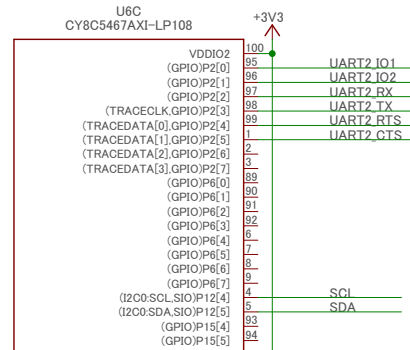 U6C
CY8C5467AXI-LP108
+3V3
VDDIO2 100
(GPIO)P2[0] 95 UART2_IO1
(GPIO)P2[1] 96 UART2_IO2
(GPIO)P2[2] 97 UART2_RX
(TRACECLK,GPIO)P2[3] 98 UART2_TX
(TRACEDATA[0],GPIO)P2[4] 99 UART2_RTS
(TRACEDATA[1],GPIO)P2[5] 1 UART2_CTS
(TRACEDATA[2],GPIO)P2[6] 2
(TRACEDATA[3],GPIO)P2[7] 3
(GPIO)P6[0] 89
(GPIO)P6[1] 90
(GPIO)P6[2] 91
(GPIO)P6[3] 92
(GPIO)P6[4] 6
(GPIO)P6[5] 7
(GPIO)P6[6] 8
(GPIO)P6[7] 9
(I2C0:SCL,SIO)P12[4] 4 SCL
(I2C0:SDA,SIO)P12[5] 5 SDA
(GPIO)P15[4] 93
(GPIO)P15[5] 94